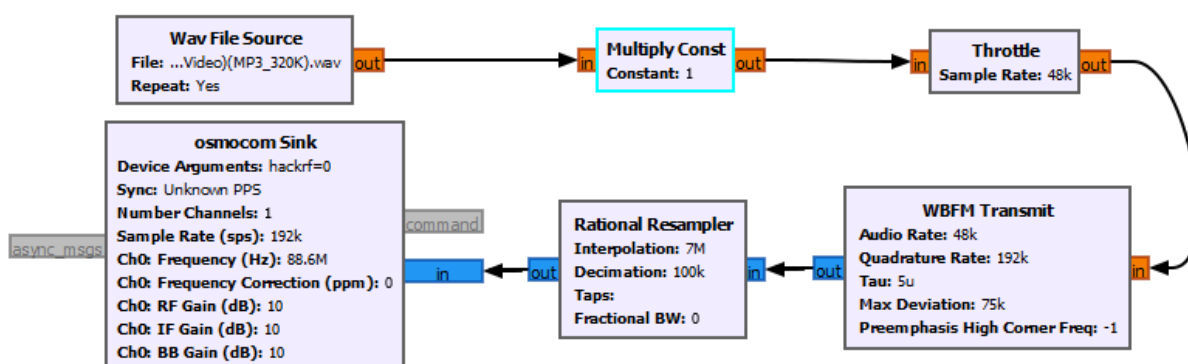 Wav File Source
File: ...Video)(MP3_320K).wav
Repeat: Yes
out
in
Multiply Const
Constant: 1
out
in
Throttle
Sample Rate: 48k
out
osmocom Sink
Device Arguments: hackrf=0
Sync: Unknown PPS
Number Channels: 1
Sample Rate (sps): 192k
Ch0: Frequency (Hz): 88.6M
Ch0: Frequency Correction (ppm): 0
Ch0: RF Gain (dB): 10
Ch0: IF Gain (dB): 10
Ch0: BB Gain (dB): 10
async_msgs
command
in
out
Rational Resampler
Interpolation: 7M
Decimation: 100k
Taps:
Fractional BW: 0
in
out
WBFM Transmit
Audio Rate: 48k
Quadrature Rate: 192k
Tau: 5u
Max Deviation: 75k
Preemphasis High Corner Freq: -1
in